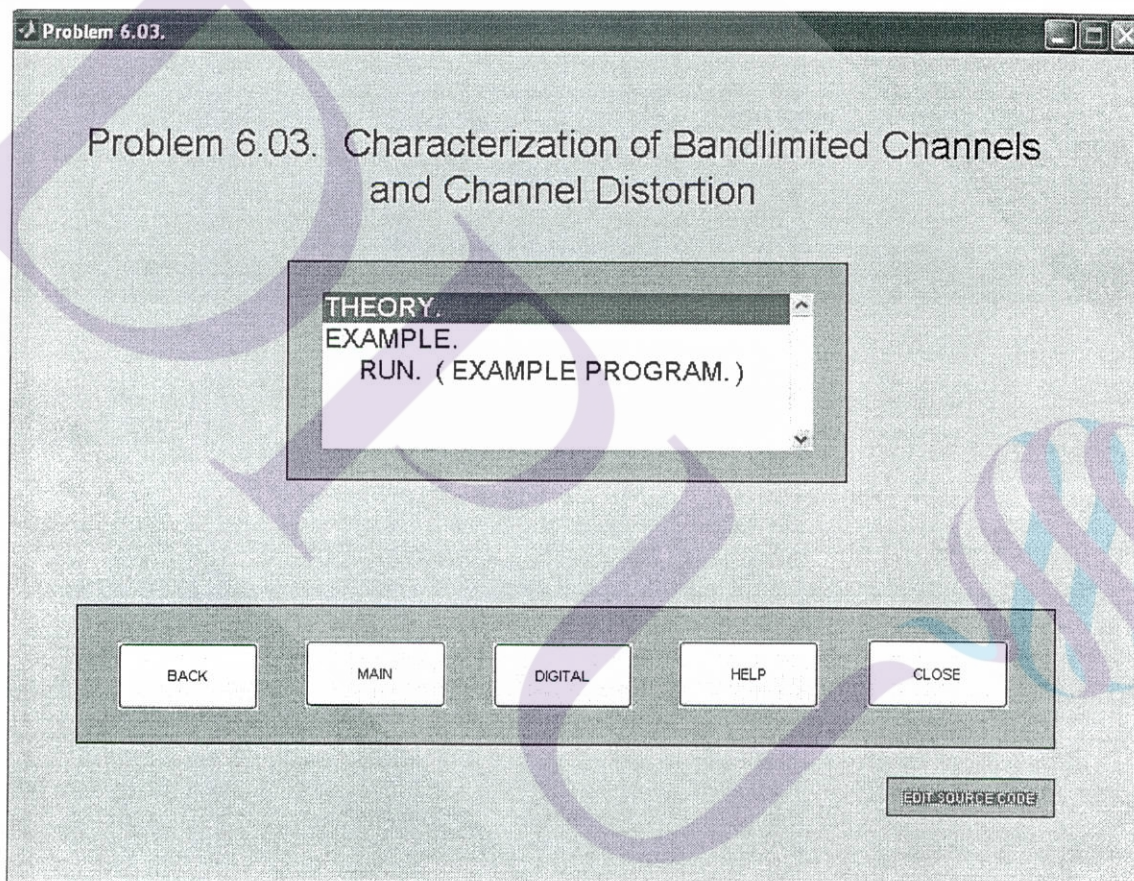 Problem 6.03.
Problem 6.03. Characterization of Bandlimited Channels
and Channel Distortion
THEORY.
EXAMPLE.
RUN. ( EXAMPLE PROGRAM. )
BACK
MAIN
DIGITAL
HELP
CLOSE
EDIT SOURCE CODE
DPU